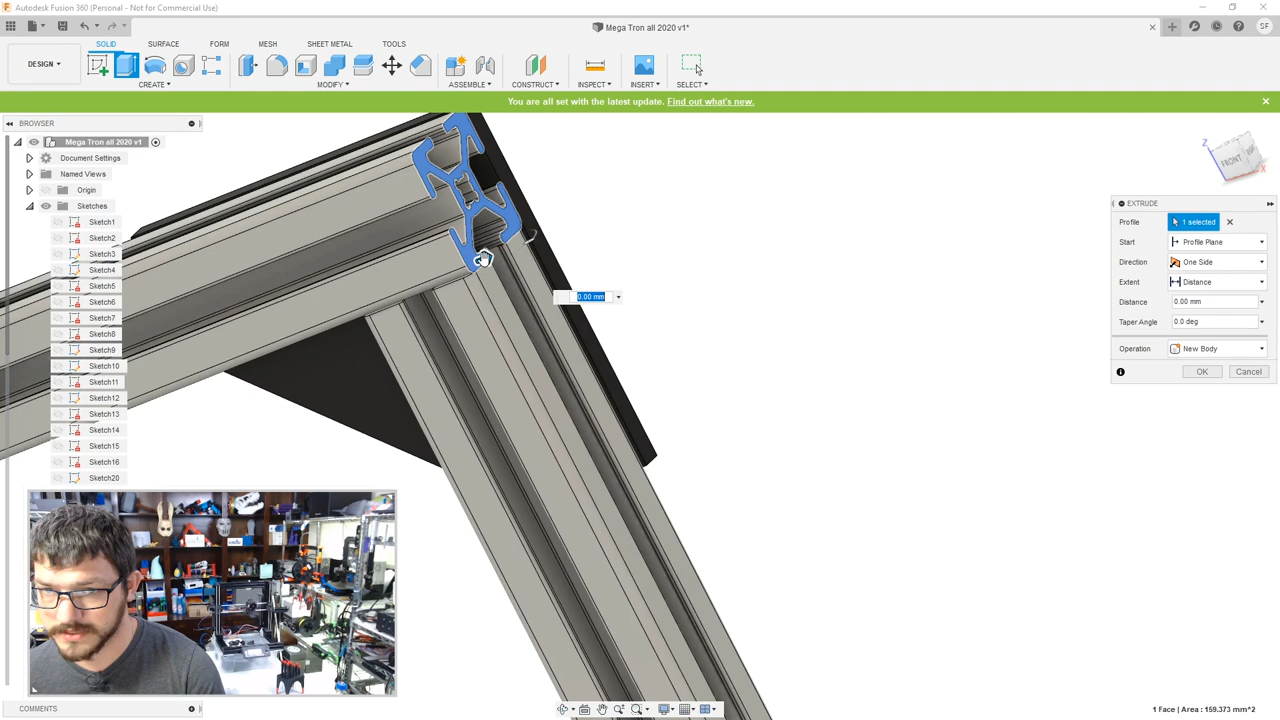 Autodesk Fusion 360 (Personal - Not for Commercial Use)
Mega Tron all 2020 v1*
SF
DESIGN
SOLID SURFACE FORM MESH SHEET METAL TOOLS
CREATE MODIFY ASSEMBLE CONSTRUCT INSPECT INSERT SELECT
You are all set with the latest update. Find out what's new.
BROWSER
Mega Tron all 2020 v1
Document Settings
Named Views
Origin
Sketches
Sketch1
Sketch2
Sketch3
Sketch4
Sketch5
Sketch6
Sketch7
Sketch8
Sketch9
Sketch10
Sketch11
Sketch12
Sketch13
Sketch14
Sketch15
Sketch16
Sketch20
0.00 mm
Z
FRONT
X
EXTRUDE
Profile 1 selected
Start Profile Plane
Direction One Side
Extent Distance
Distance 0.00 mm
Taper Angle 0.0 deg
Operation New Body
OK Cancel
COMMENTS
1 Face | Area : 159.373 mm^2